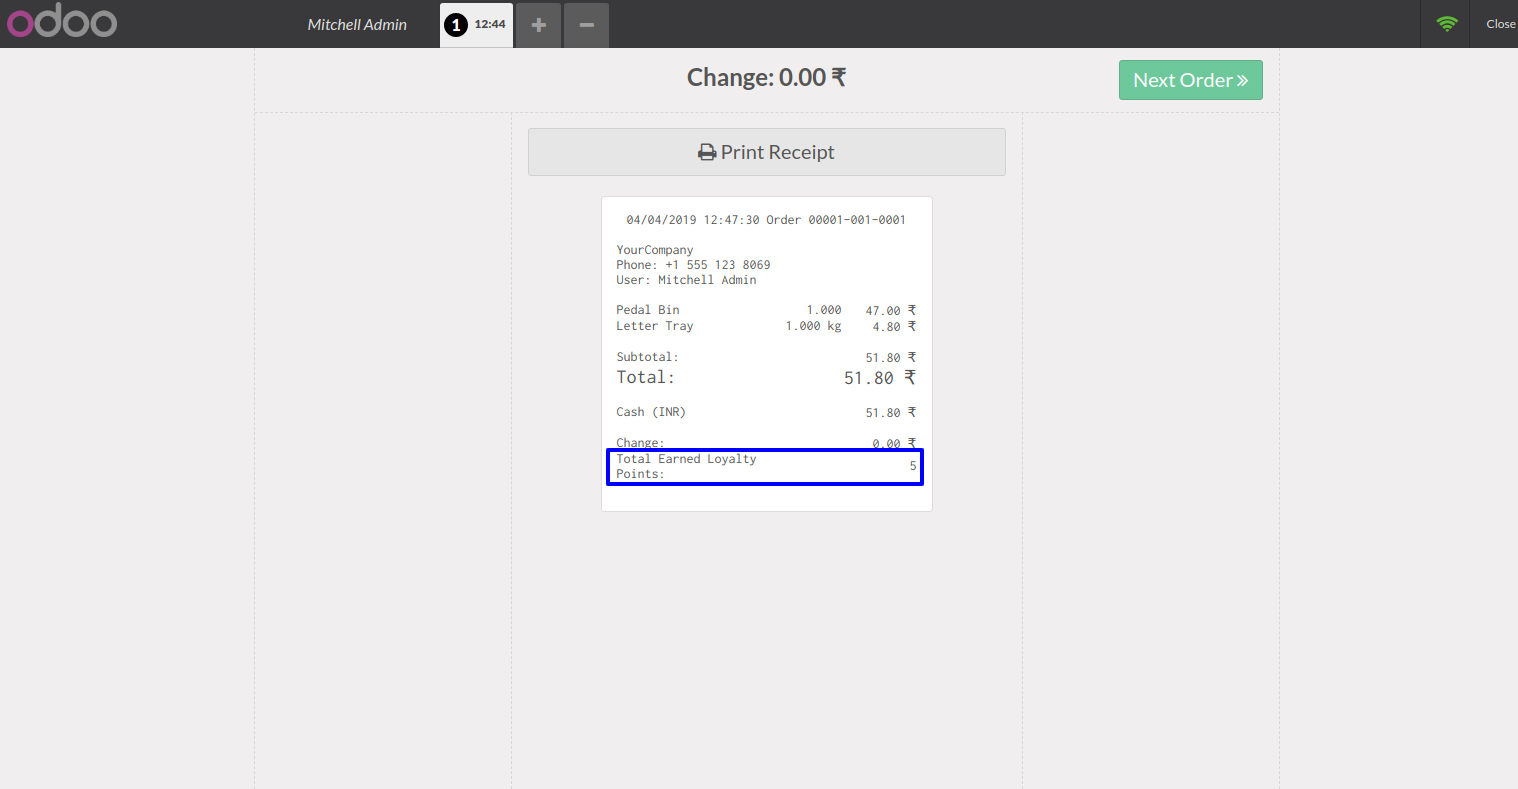 odoo Mitchell Admin 1 12:44 + − Close
Change: 0.00 ₹ Next Order »
Print Receipt
04/04/2019 12:47:30 Order 00001-001-0001
YourCompany
Phone: +1 555 123 8069
User: Mitchell Admin
Pedal Bin 1.000 47.00 ₹
Letter Tray 1.000 kg 4.80 ₹
Subtotal: 51.80 ₹
Total: 51.80 ₹
Cash (INR) 51.80 ₹
Change: 0.00 ₹
Total Earned Loyalty 5
Points: